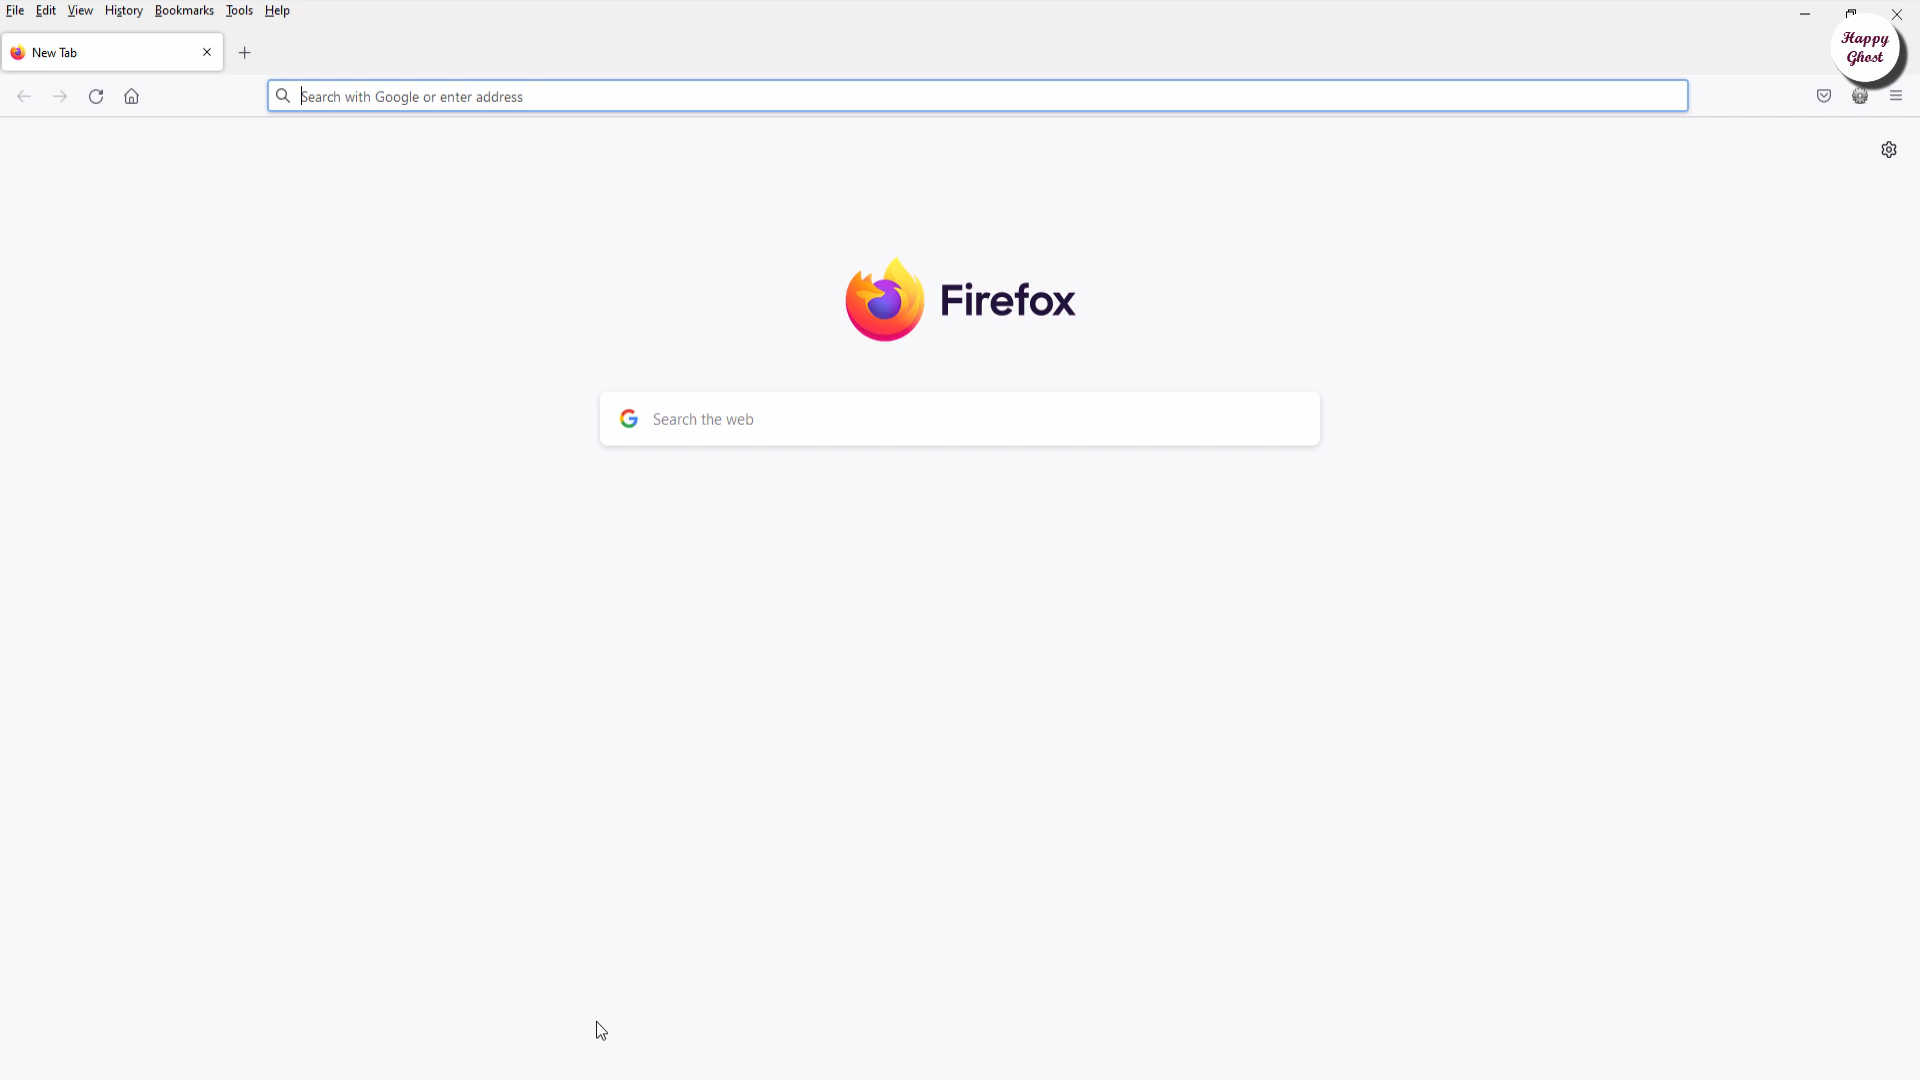 File Edit View History Bookmarks Tools Help
Happy
Ghost
New Tab
Search with Google or enter address
Firefox
Search the web